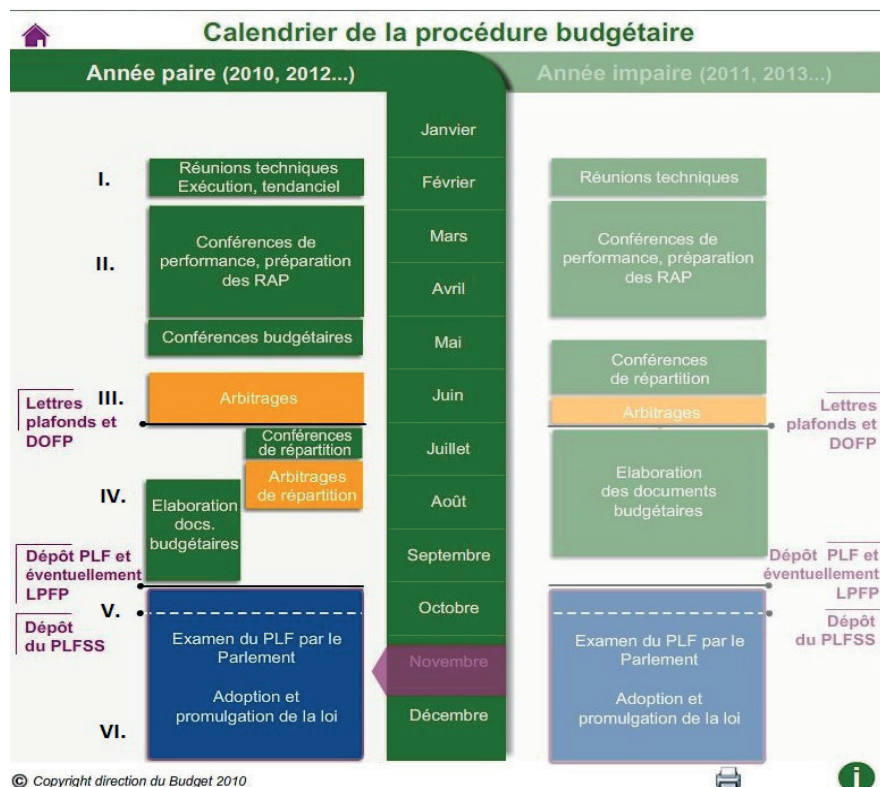 Calendrier de la procédure budgétaire
Année paire (2010, 2012...)
Année impaire (2011, 2013...)
Janvier
Février
Mars
Avril
Mai
Juin
Juillet
Août
Septembre
Octobre
Novembre
Décembre
I.
Réunions techniques
Exécution, tendanciel
II.
Conférences de
performance, préparation
des RAP
Conférences budgétaires
III.
Arbitrages
Lettres
plafonds et
DOFP
Conférences
de répartition
Arbitrages
de répartition
IV.
Elaboration
docs.
budgétaires
Dépôt PLF et
éventuellement
LPFP
V.
Dépôt
du PLFSS
Examen du PLF par le
Parlement
Adoption et
promulgation de la loi
VI.
Réunions techniques
Conférences de
performance, préparation
des RAP
Conférences
de répartition
Arbitrages
Lettres
plafonds et
DOFP
Elaboration
des documents
budgétaires
Dépôt PLF et
éventuellement
LPFP
Dépôt
du PLFSS
Examen du PLF par le
Parlement
Adoption et
promulgation de la loi
© Copyright direction du Budget 2010
i